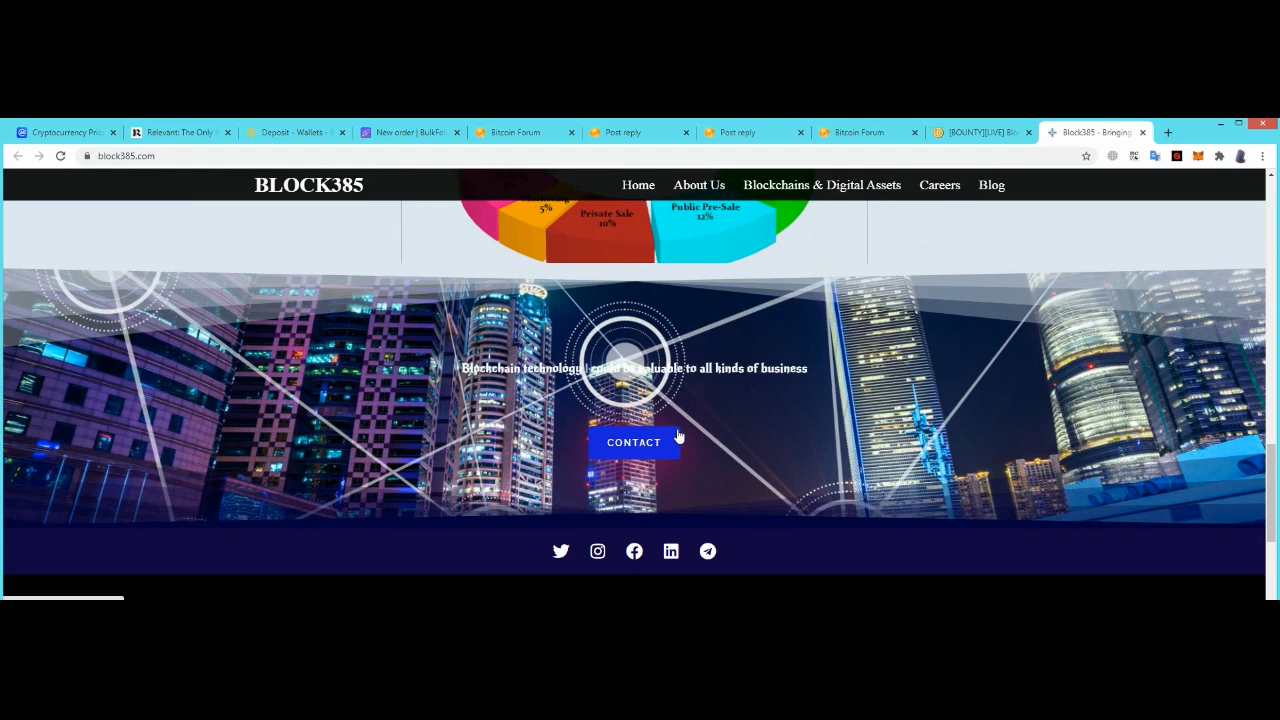 Cryptocurrency Pric
Relevant: The Only
Deposit - Wallets -
New order | BulkFol
Bitcoin Forum
Post reply
Post reply
Bitcoin Forum
[BOUNTY][LIVE] Blo
Block385 - Bringing
block385.com
BLOCK385
Home
About Us
Blockchains & Digital Assets
Careers
Blog
5%
Private Sale
10%
Public Pre-Sale
12%
Blockchain technology | could be valuable to all kinds of business
CONTACT